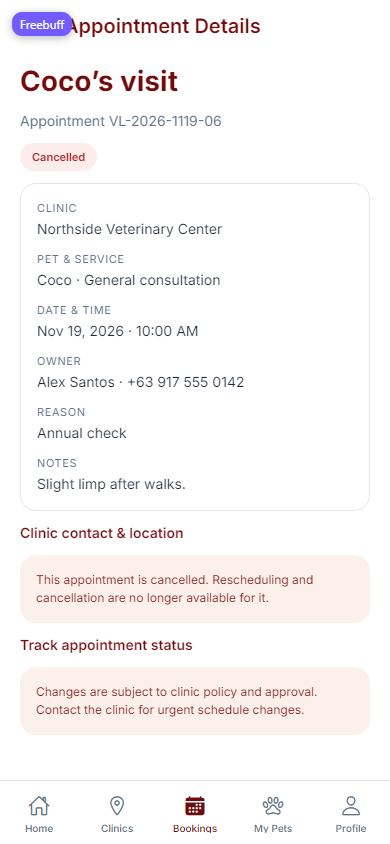 Freebuff
Appointment Details
Coco’s visit
Appointment VL-2026-1119-06
Cancelled
CLINIC
Northside Veterinary Center
PET & SERVICE
Coco · General consultation
DATE & TIME
Nov 19, 2026 · 10:00 AM
OWNER
Alex Santos · +63 917 555 0142
REASON
Annual check
NOTES
Slight limp after walks.
Clinic contact & location
This appointment is cancelled. Rescheduling and
cancellation are no longer available for it.
Track appointment status
Changes are subject to clinic policy and approval.
Contact the clinic for urgent schedule changes.
Home Clinics Bookings My Pets Profile